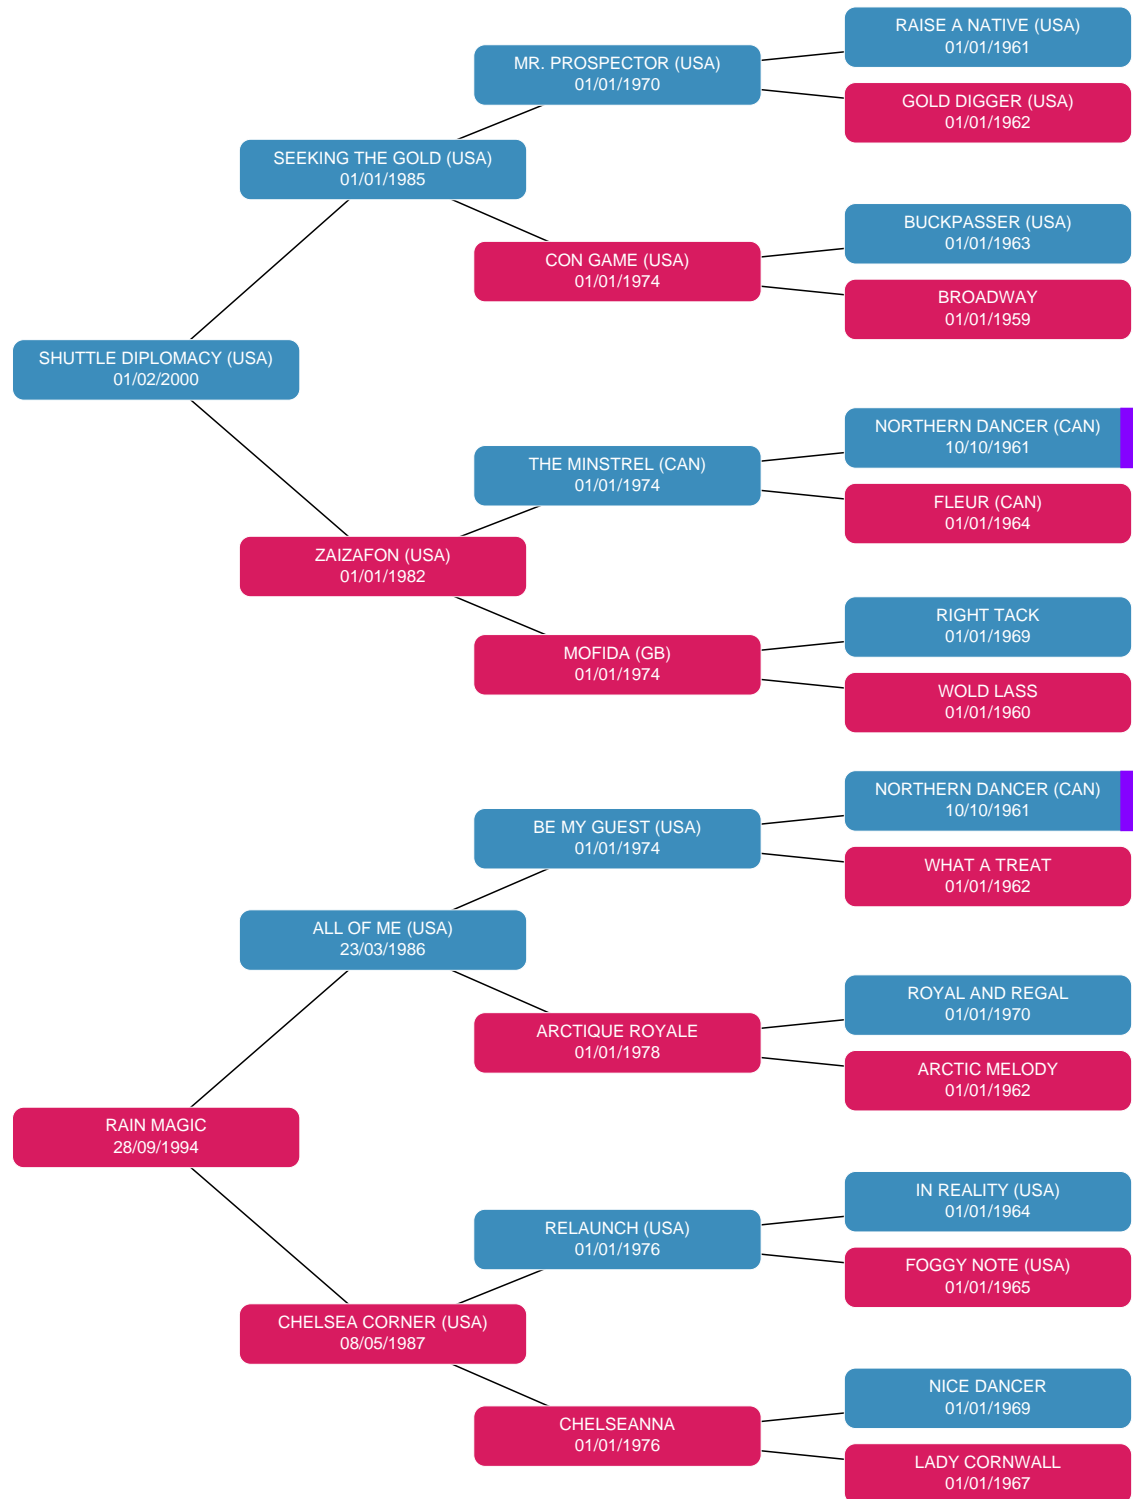 RAISE A NATIVE (USA)
01/01/1961
MR. PROSPECTOR (USA)
01/01/1970
GOLD DIGGER (USA)
01/01/1962
SEEKING THE GOLD (USA)
01/01/1985
BUCKPASSER (USA)
01/01/1963
CON GAME (USA)
01/01/1974
BROADWAY
01/01/1959
SHUTTLE DIPLOMACY (USA)
01/02/2000
NORTHERN DANCER (CAN)
10/10/1961
THE MINSTREL (CAN)
01/01/1974
FLEUR (CAN)
01/01/1964
ZAIZAFON (USA)
01/01/1982
RIGHT TACK
01/01/1969
MOFIDA (GB)
01/01/1974
WOLD LASS
01/01/1960
NORTHERN DANCER (CAN)
10/10/1961
BE MY GUEST (USA)
01/01/1974
WHAT A TREAT
01/01/1962
ALL OF ME (USA)
23/03/1986
ROYAL AND REGAL
01/01/1970
ARCTIQUE ROYALE
01/01/1978
ARCTIC MELODY
01/01/1962
RAIN MAGIC
28/09/1994
IN REALITY (USA)
01/01/1964
RELAUNCH (USA)
01/01/1976
FOGGY NOTE (USA)
01/01/1965
CHELSEA CORNER (USA)
08/05/1987
NICE DANCER
01/01/1969
CHELSEANNA
01/01/1976
LADY CORNWALL
01/01/1967